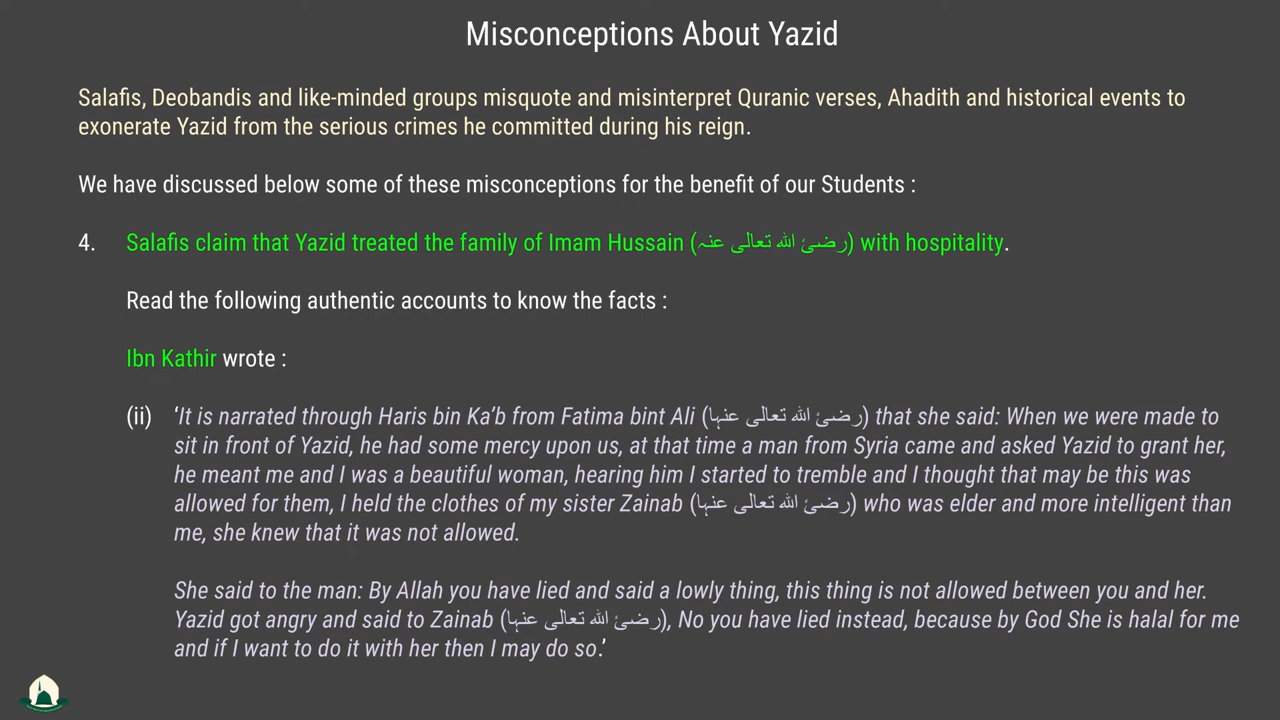 Misconceptions About Yazid
Salafis, Deobandis and like-minded groups misquote and misinterpret Quranic verses, Ahadith and historical events to
exonerate Yazid from the serious crimes he committed during his reign.
We have discussed below some of these misconceptions for the benefit of our Students :
4. Salafis claim that Yazid treated the family of Imam Hussain (رضئ الله تعالى عنہ) with hospitality.
Read the following authentic accounts to know the facts :
Ibn Kathir wrote :
(ii) ‘It is narrated through Haris bin Ka’b from Fatima bint Ali (رضئ الله تعالى عنہا) that she said: When we were made to
sit in front of Yazid, he had some mercy upon us, at that time a man from Syria came and asked Yazid to grant her,
he meant me and I was a beautiful woman, hearing him I started to tremble and I thought that may be this was
allowed for them, I held the clothes of my sister Zainab (رضئ الله تعالى عنہا) who was elder and more intelligent than
me, she knew that it was not allowed.
She said to the man: By Allah you have lied and said a lowly thing, this thing is not allowed between you and her.
Yazid got angry and said to Zainab (رضئ الله تعالى عنہا), No you have lied instead, because by God She is halal for me
and if I want to do it with her then I may do so.’